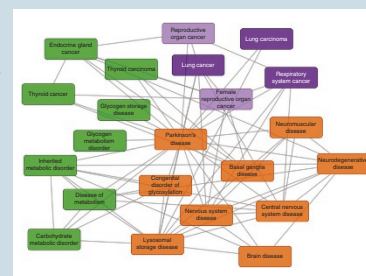 Reproductive
organ cancer
Lung carcinoma
Endocrine gland
cancer
Thyroid carcinoma
Lung cancer
Respiratory
system cancer
Thyroid cancer
Glycogen storage
disease
Female
reproductive organ
cancer
Neuromuscular
disease
Glycogen
metabolism
disorder
Parkinson's
disease
Inherited
metabolic disorder
Basal ganglia
disease
Neurodegenerative
disease
Congenital
disorder of
glycosylation
Disease of
metabolism
Nervous system
disease
Central nervous
system disease
Carbohydrate
metabolic disorder
Lysosomal
storage disease
Brain disease